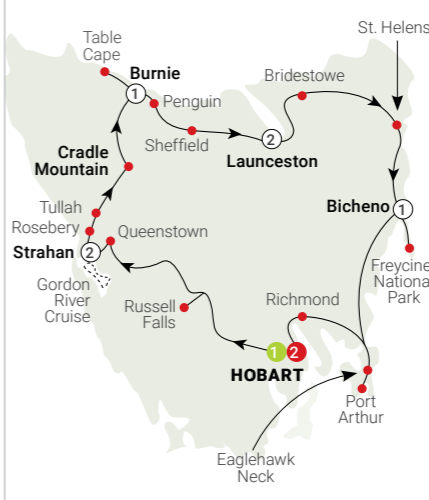 St. Helens
Table
Cape
Burnie
1
Penguin
Bridestowe
Sheffield
2
Launceston
Cradle
Mountain
Bicheno
1
Tullah
Rosebery
Queenstown
Strahan
2
Freycine
National
Park
Gordon
River
Cruise
Russell
Falls
Richmond
1
2
HOBART
Port
Arthur
Eaglehawk
Neck